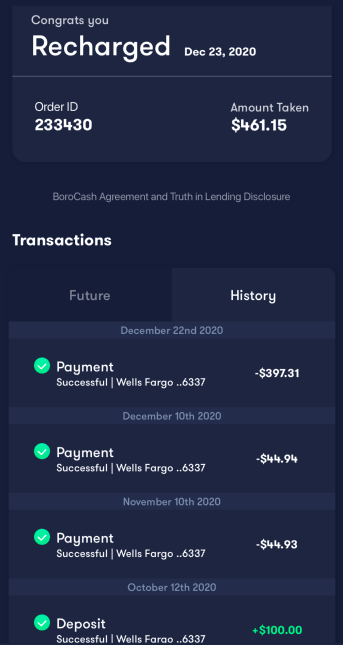 Congrats you
Recharged Dec 23, 2020
Order ID Amount Taken
233430 $461.15
BoroCash Agreement and Truth in Lending Disclosure
Transactions
Future History
December 22nd 2020
Payment -$397.31
Successful | Wells Fargo ..6337
December 10th 2020
Payment -$44.94
Successful | Wells Fargo ..6337
November 10th 2020
Payment -$44.93
Successful | Wells Fargo ..6337
October 12th 2020
Deposit +$100.00
Successful | Wells Fargo ..6337